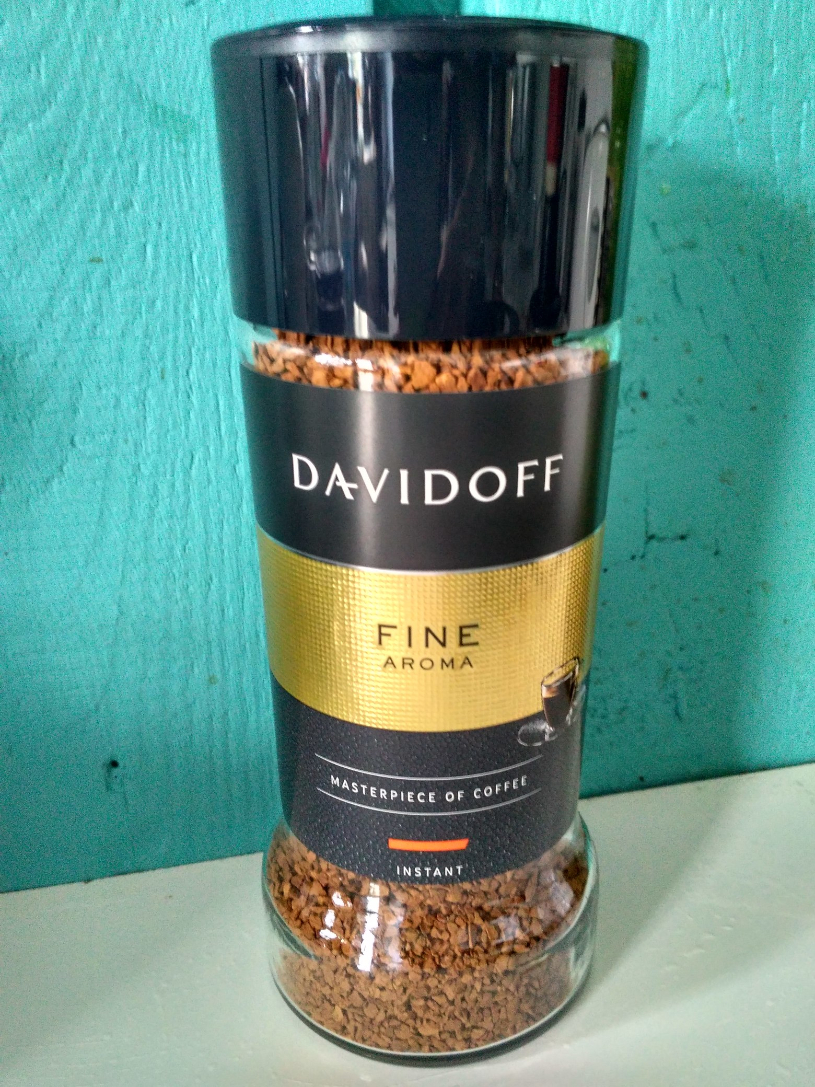 DAVIDOFF
FINE
AROMA
MASTERPIECE OF COFFEE
INSTANT